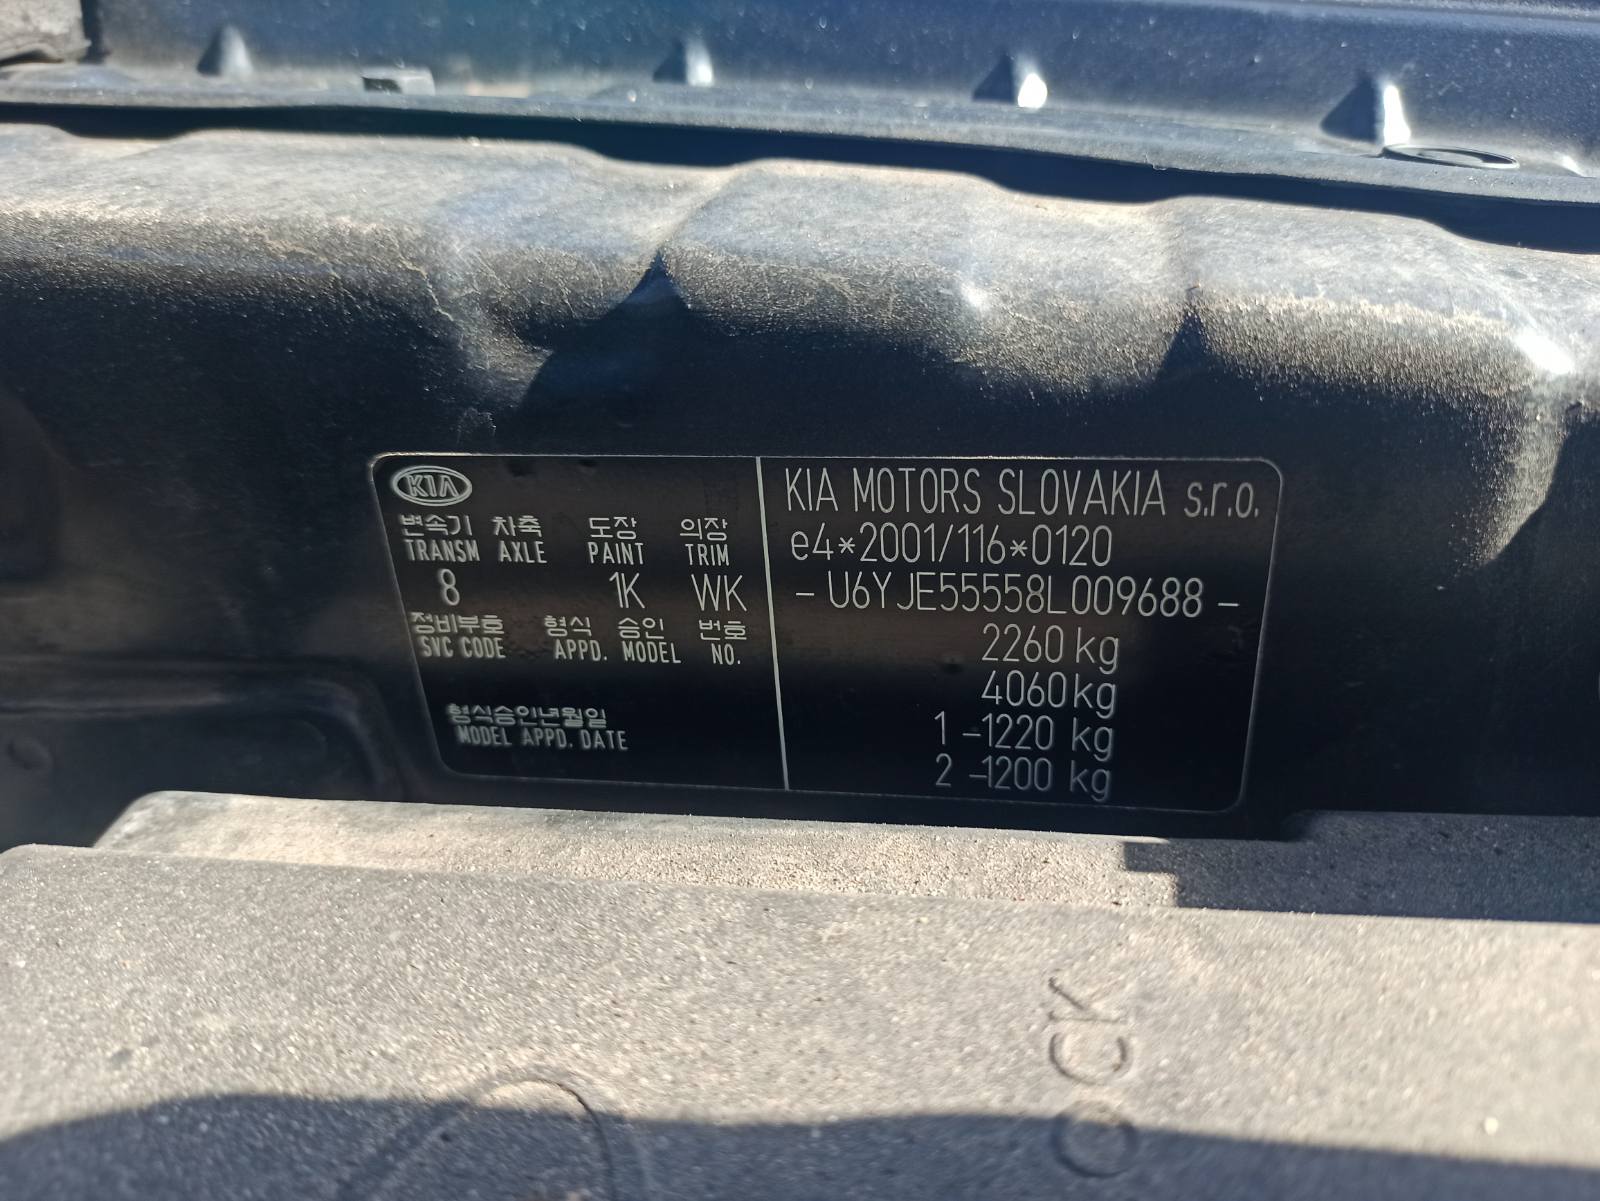 KIA
변속기 차축 도장 의장
TRANSM AXLE PAINT TRIM
8 1K WK
정비부호 형식 승인 번호
SVC CODE APPD. MODEL NO.
형식승인년월일
MODEL APPD. DATE
KIA MOTORS SLOVAKIA s.r.o.
e4*2001/116*0120
- U6YJE55558L009688 -
2260 kg
4060 kg
1 -1220 kg
2 -1200 kg
OCK